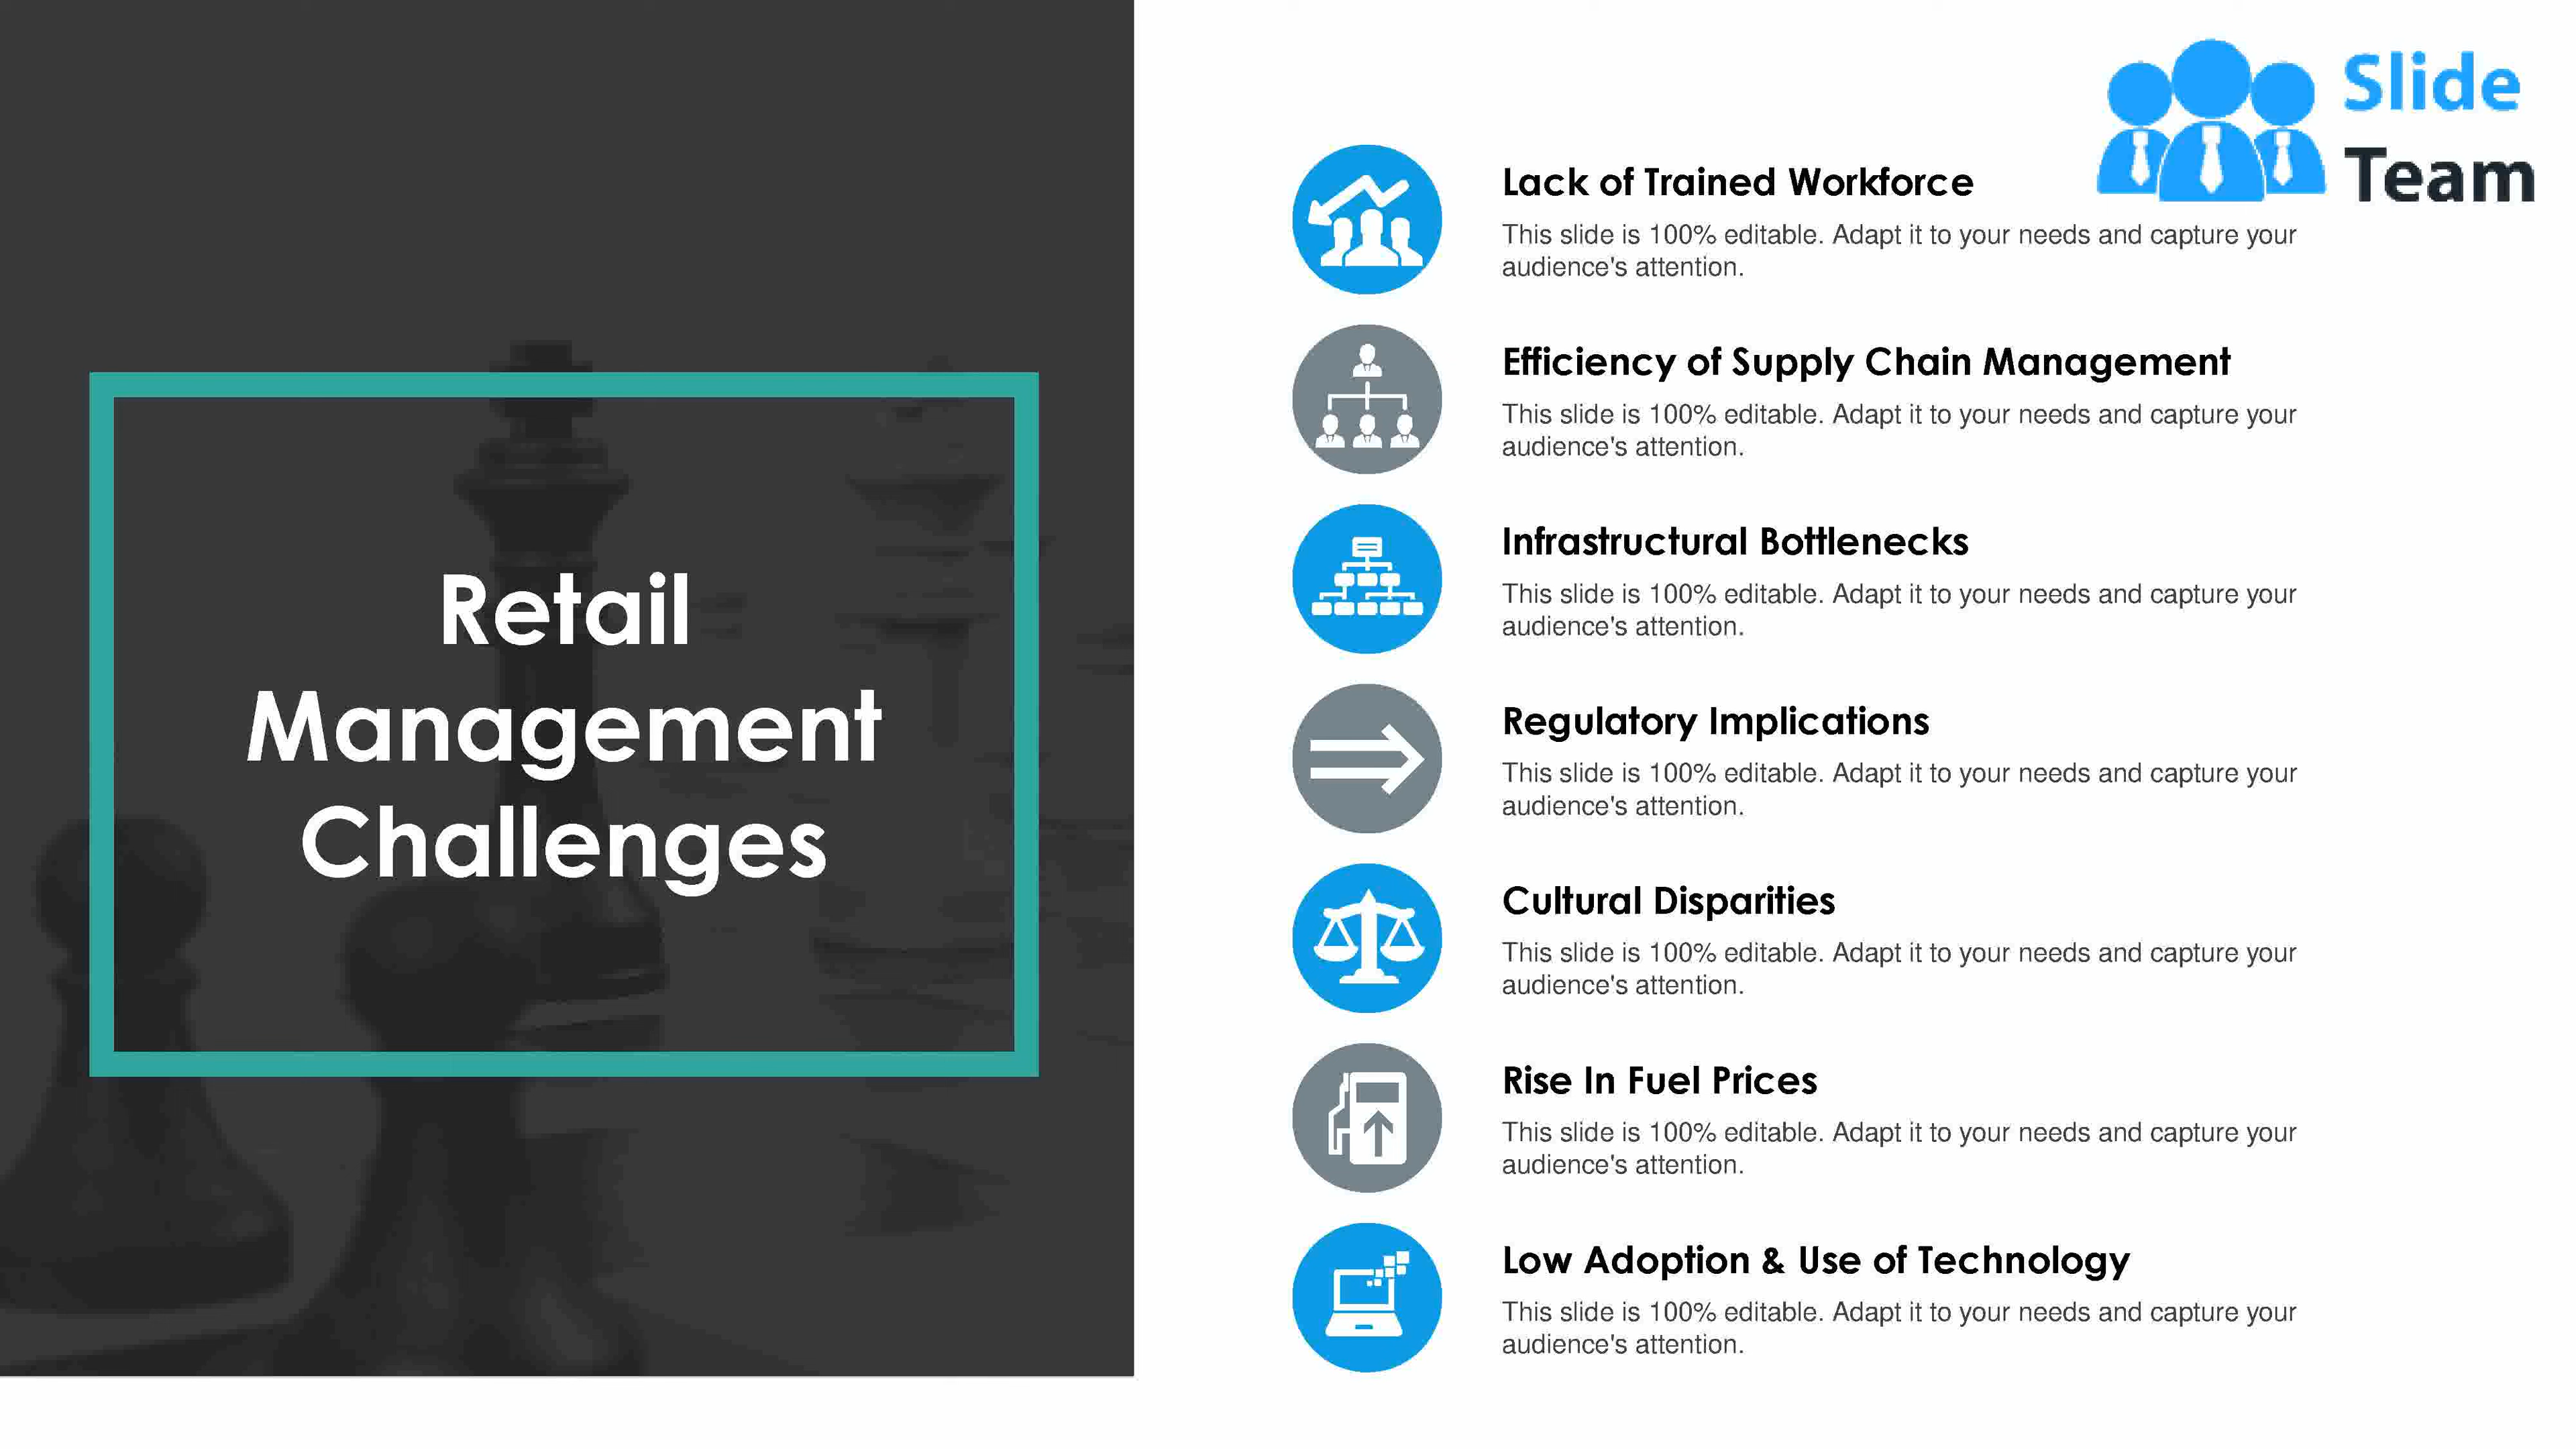 Retail
Management
Challenges
Slide
Team
Lack of Trained Workforce
This slide is 100% editable. Adapt it to your needs and capture your
audience's attention.
Efficiency of Supply Chain Management
This slide is 100% editable. Adapt it to your needs and capture your
audience's attention.
Infrastructural Bottlenecks
This slide is 100% editable. Adapt it to your needs and capture your
audience's attention.
Regulatory Implications
This slide is 100% editable. Adapt it to your needs and capture your
audience's attention.
Cultural Disparities
This slide is 100% editable. Adapt it to your needs and capture your
audience's attention.
Rise In Fuel Prices
This slide is 100% editable. Adapt it to your needs and capture your
audience's attention.
Low Adoption & Use of Technology
This slide is 100% editable. Adapt it to your needs and capture your
audience's attention.